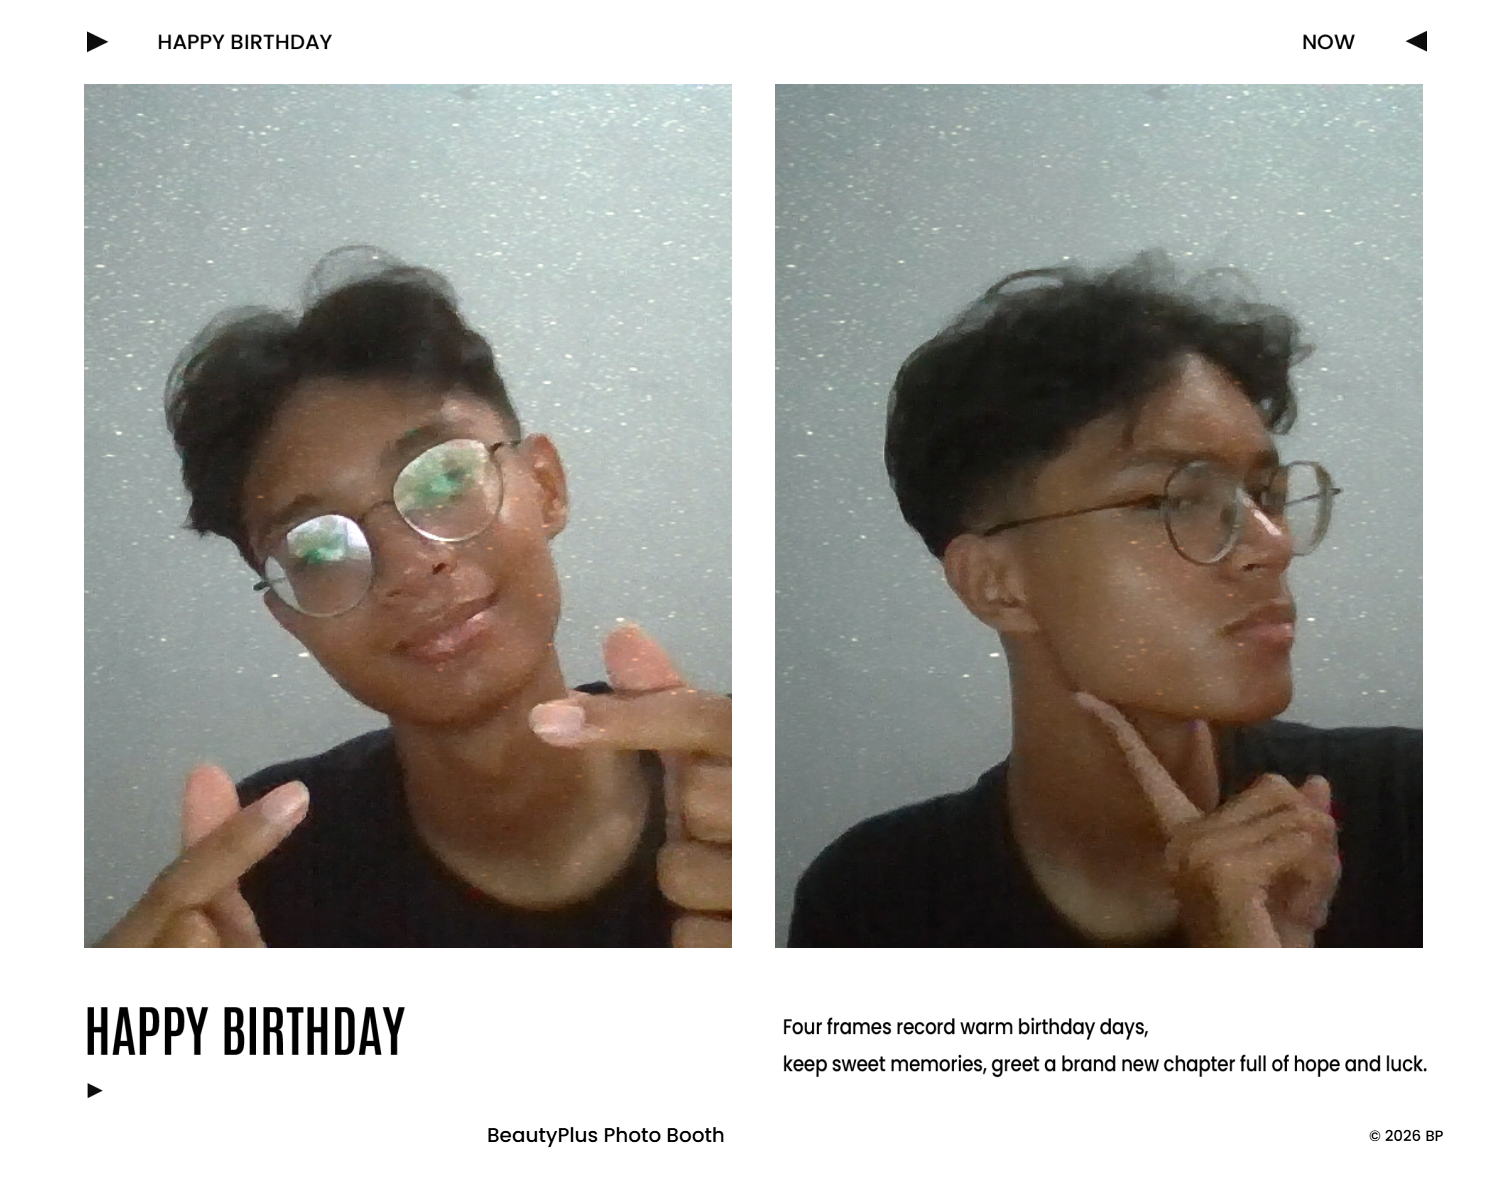 HAPPY BIRTHDAY
NOW
HAPPY BIRTHDAY
Four frames record warm birthday days,
keep sweet memories, greet a brand new chapter full of hope and luck.
BeautyPlus Photo Booth
© 2026 BP